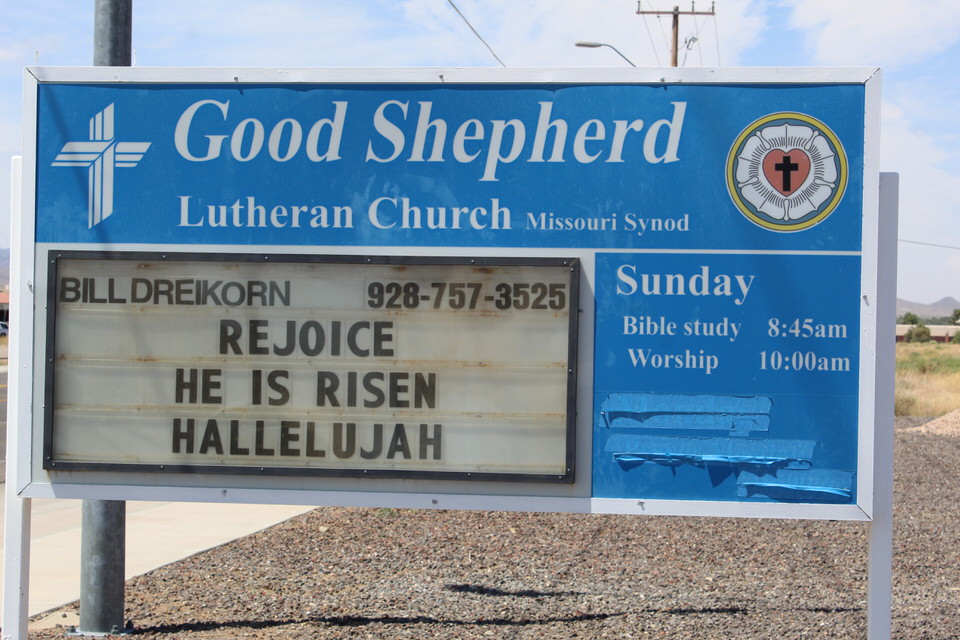 Good Shepherd
Lutheran Church Missouri Synod
BILL DREIKORN 928-757-3525
REJOICE
HE IS RISEN
HALLELUJAH
Sunday
Bible study 8:45am
Worship 10:00am